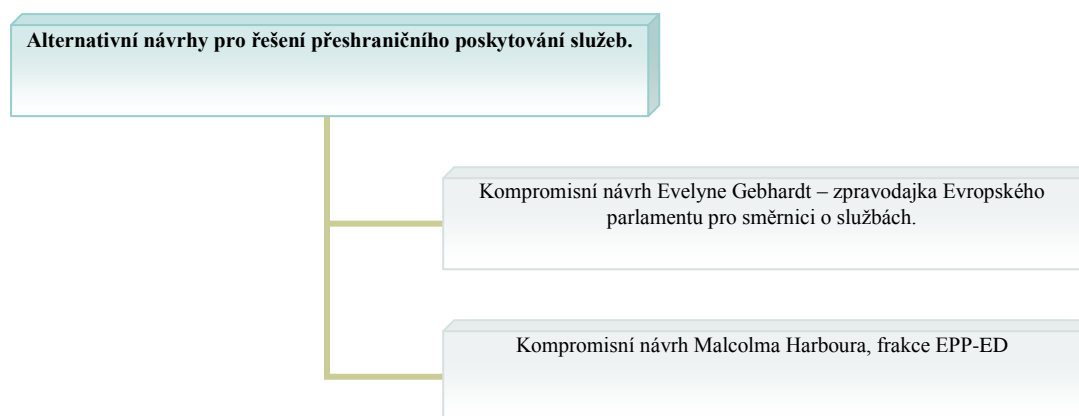 Alternativní návrhy pro řešení přeshraničního poskytování služeb.
Kompromisní návrh Evelyne Gebhardt – zpravodajka Evropského
parlamentu pro směrnici o službách.
Kompromisní návrh Malcolma Harboura, frakce EPP-ED